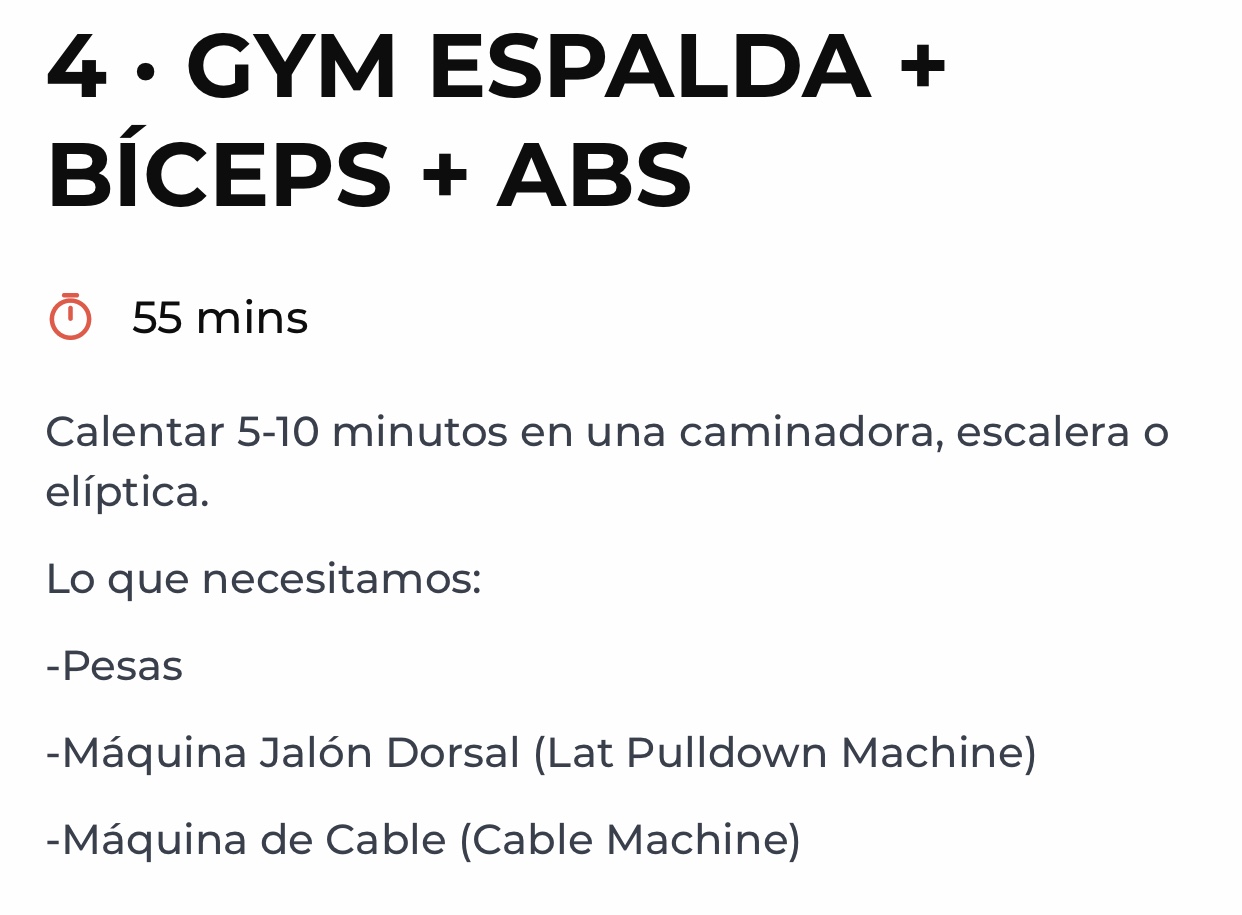 4 • GYM ESPALDA +
BÍCEPS + ABS
55 mins
Calentar 5-10 minutos en una caminadora, escalera o
elíptica.
Lo que necesitamos:
-Pesas
-Máquina Jalón Dorsal (Lat Pulldown Machine)
-Máquina de Cable (Cable Machine)